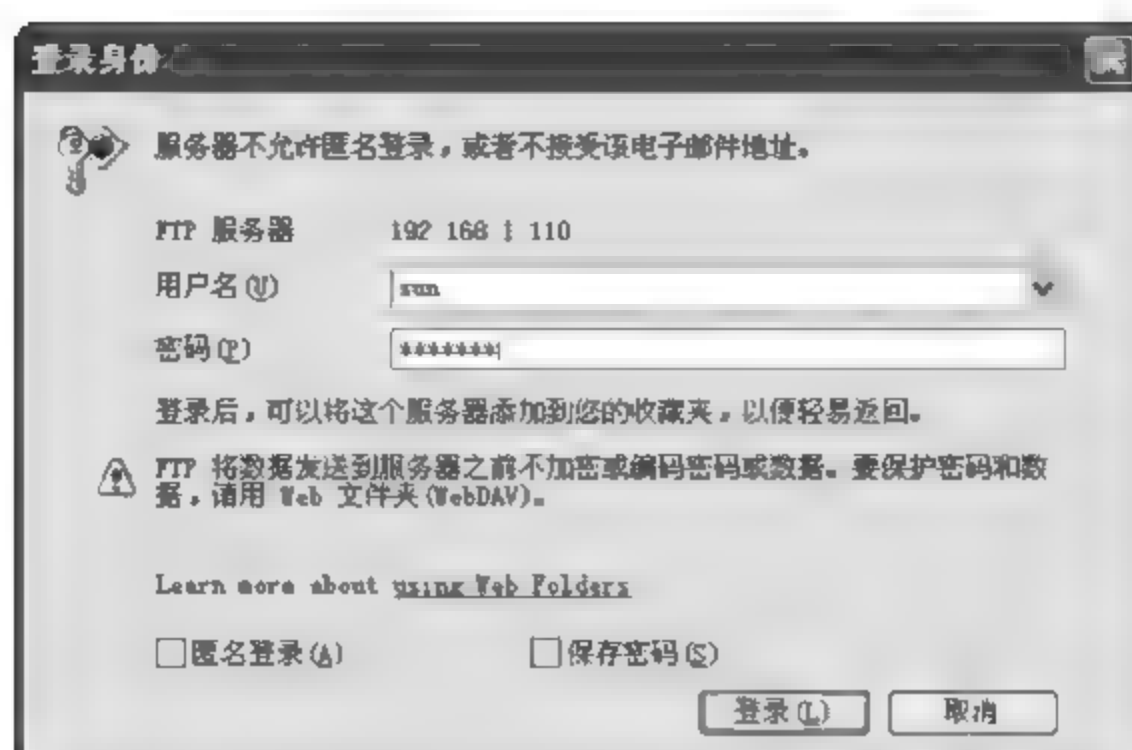 登录身份
服务器不允许匿名登录，或者不接受该电子邮件地址。
FTP 服务器 192 168 1 110
用户名(U) sun
密码(P) *******
登录后，可以将这个服务器添加到您的收藏夹，以便轻易返回。
FTP 将数据发送到服务器之前不加密或编码密码或数据。要保护密码和数
据，请用 Web 文件夹(WebDAV)。
Learn more about using Web Folders
匿名登录(A) 保存密码(S)
登录(L) 取消